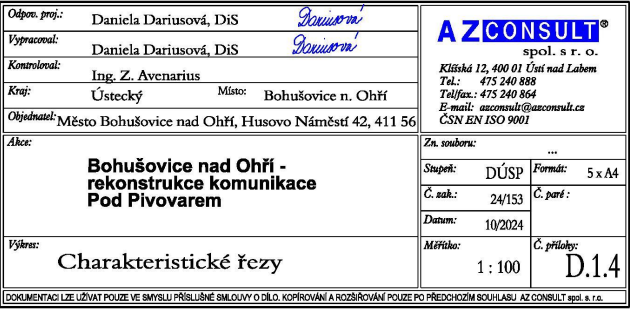 Odpov. proj.: Daniela Dariusová, DiS Dariusová
Vypracoval: Daniela Dariusová, DiS Dariusová
Kontroloval: Ing. Z. Avenarius
Kraj: Ústecký Místo: Bohušovice n. Ohří
Objednatel: Město Bohušovice nad Ohří, Husovo Náměstí 42, 411 56
AZ CONSULT®
spol. s r. o.
Klíšská 12, 400 01 Ústí nad Labem
Tel.: 475 240 888
Tel/fax.: 475 240 864
E-mail: azconsult@azconsult.cz
ČSN EN ISO 9001
Akce:
Bohušovice nad Ohří -
rekonstrukce komunikace
Pod Pivovarem
Zn. souboru: ...
Stupeň: DÚSP Formát: 5 x A4
Č. zak.: 24/153 Č. paré :
Datum: 10/2024
Výkres:
Charakteristické řezy
Měřítko: 1 : 100 Č. přílohy: D.1.4
DOKUMENTACI LZE UŽÍVAT POUZE VE SMYSLU PŘÍSLUŠNÉ SMLOUVY O DÍLO. KOPÍROVÁNÍ A ROZŠIŘOVÁNÍ POUZE PO PŘEDCHOZÍM SOUHLASU AZ CONSULT spol. s r.o.